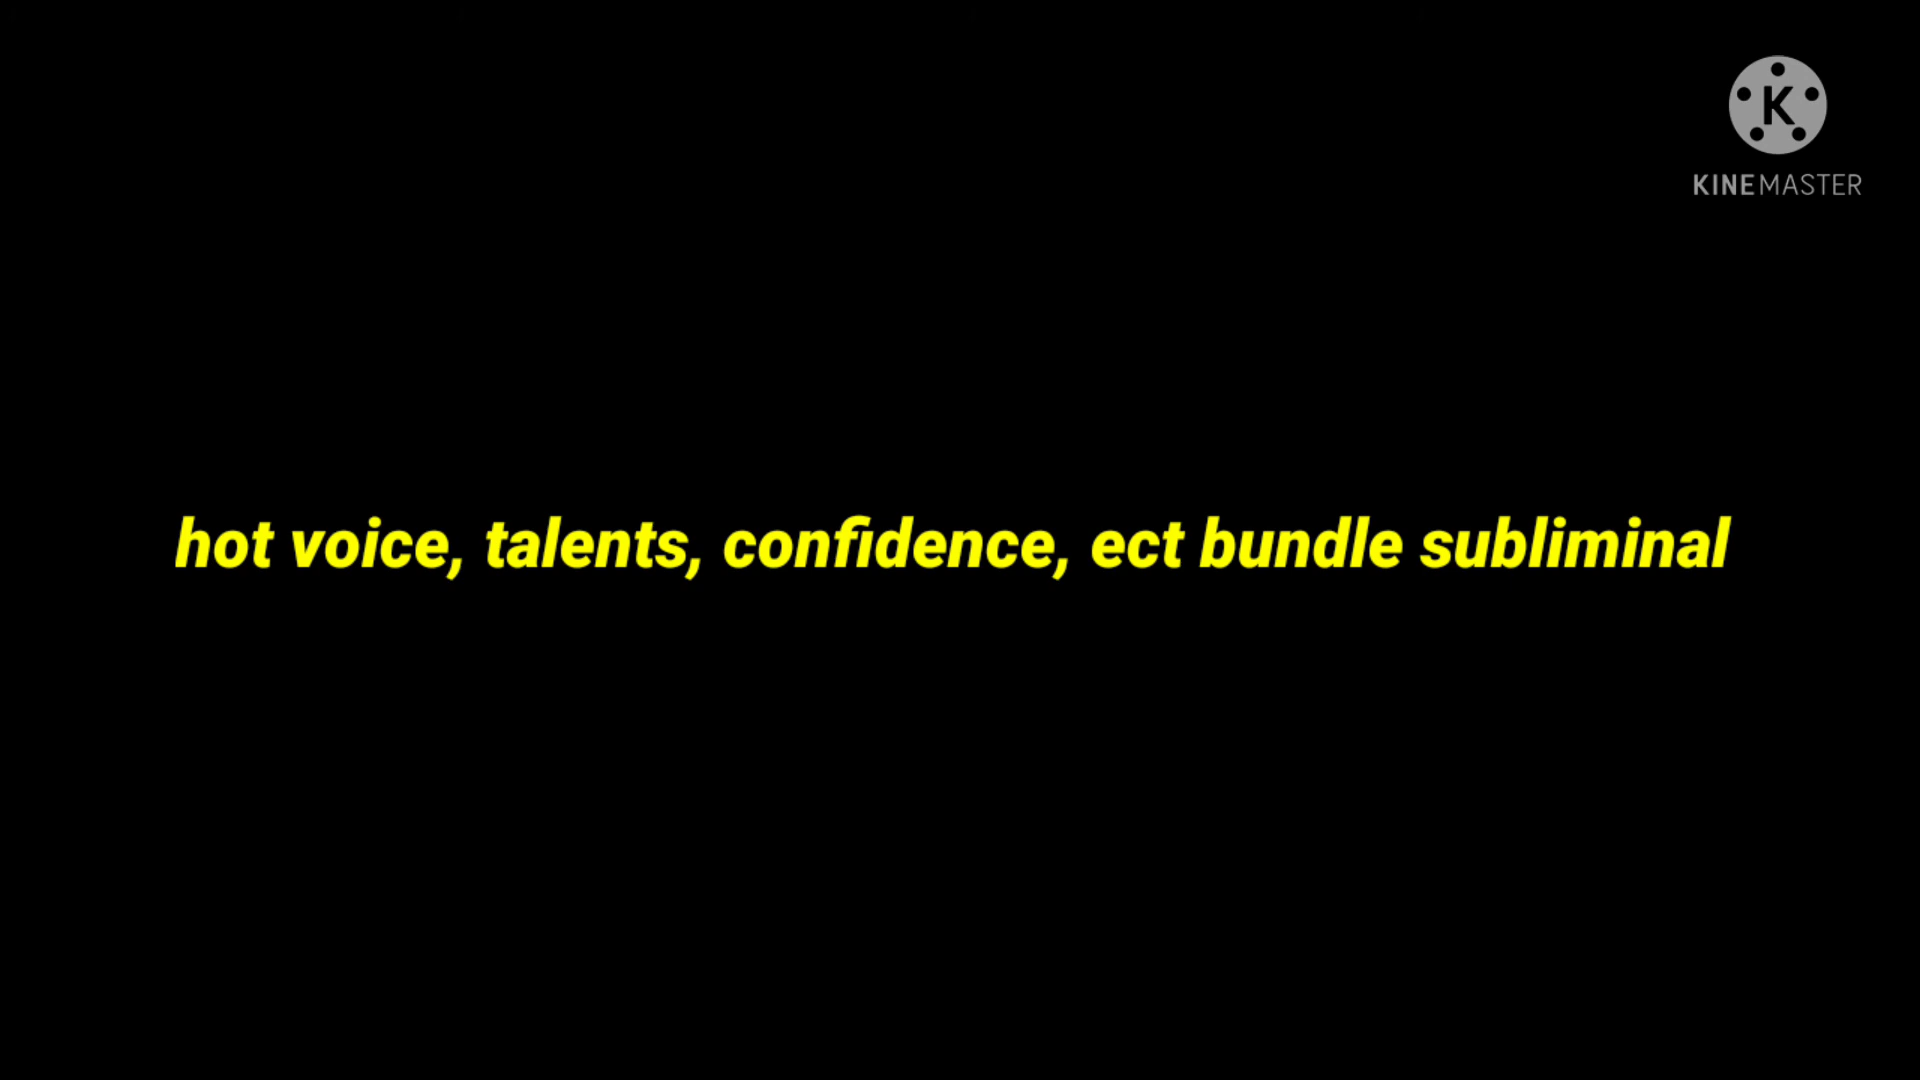 K
KINEMASTER
hot voice, talents, confidence, ect bundle subliminal